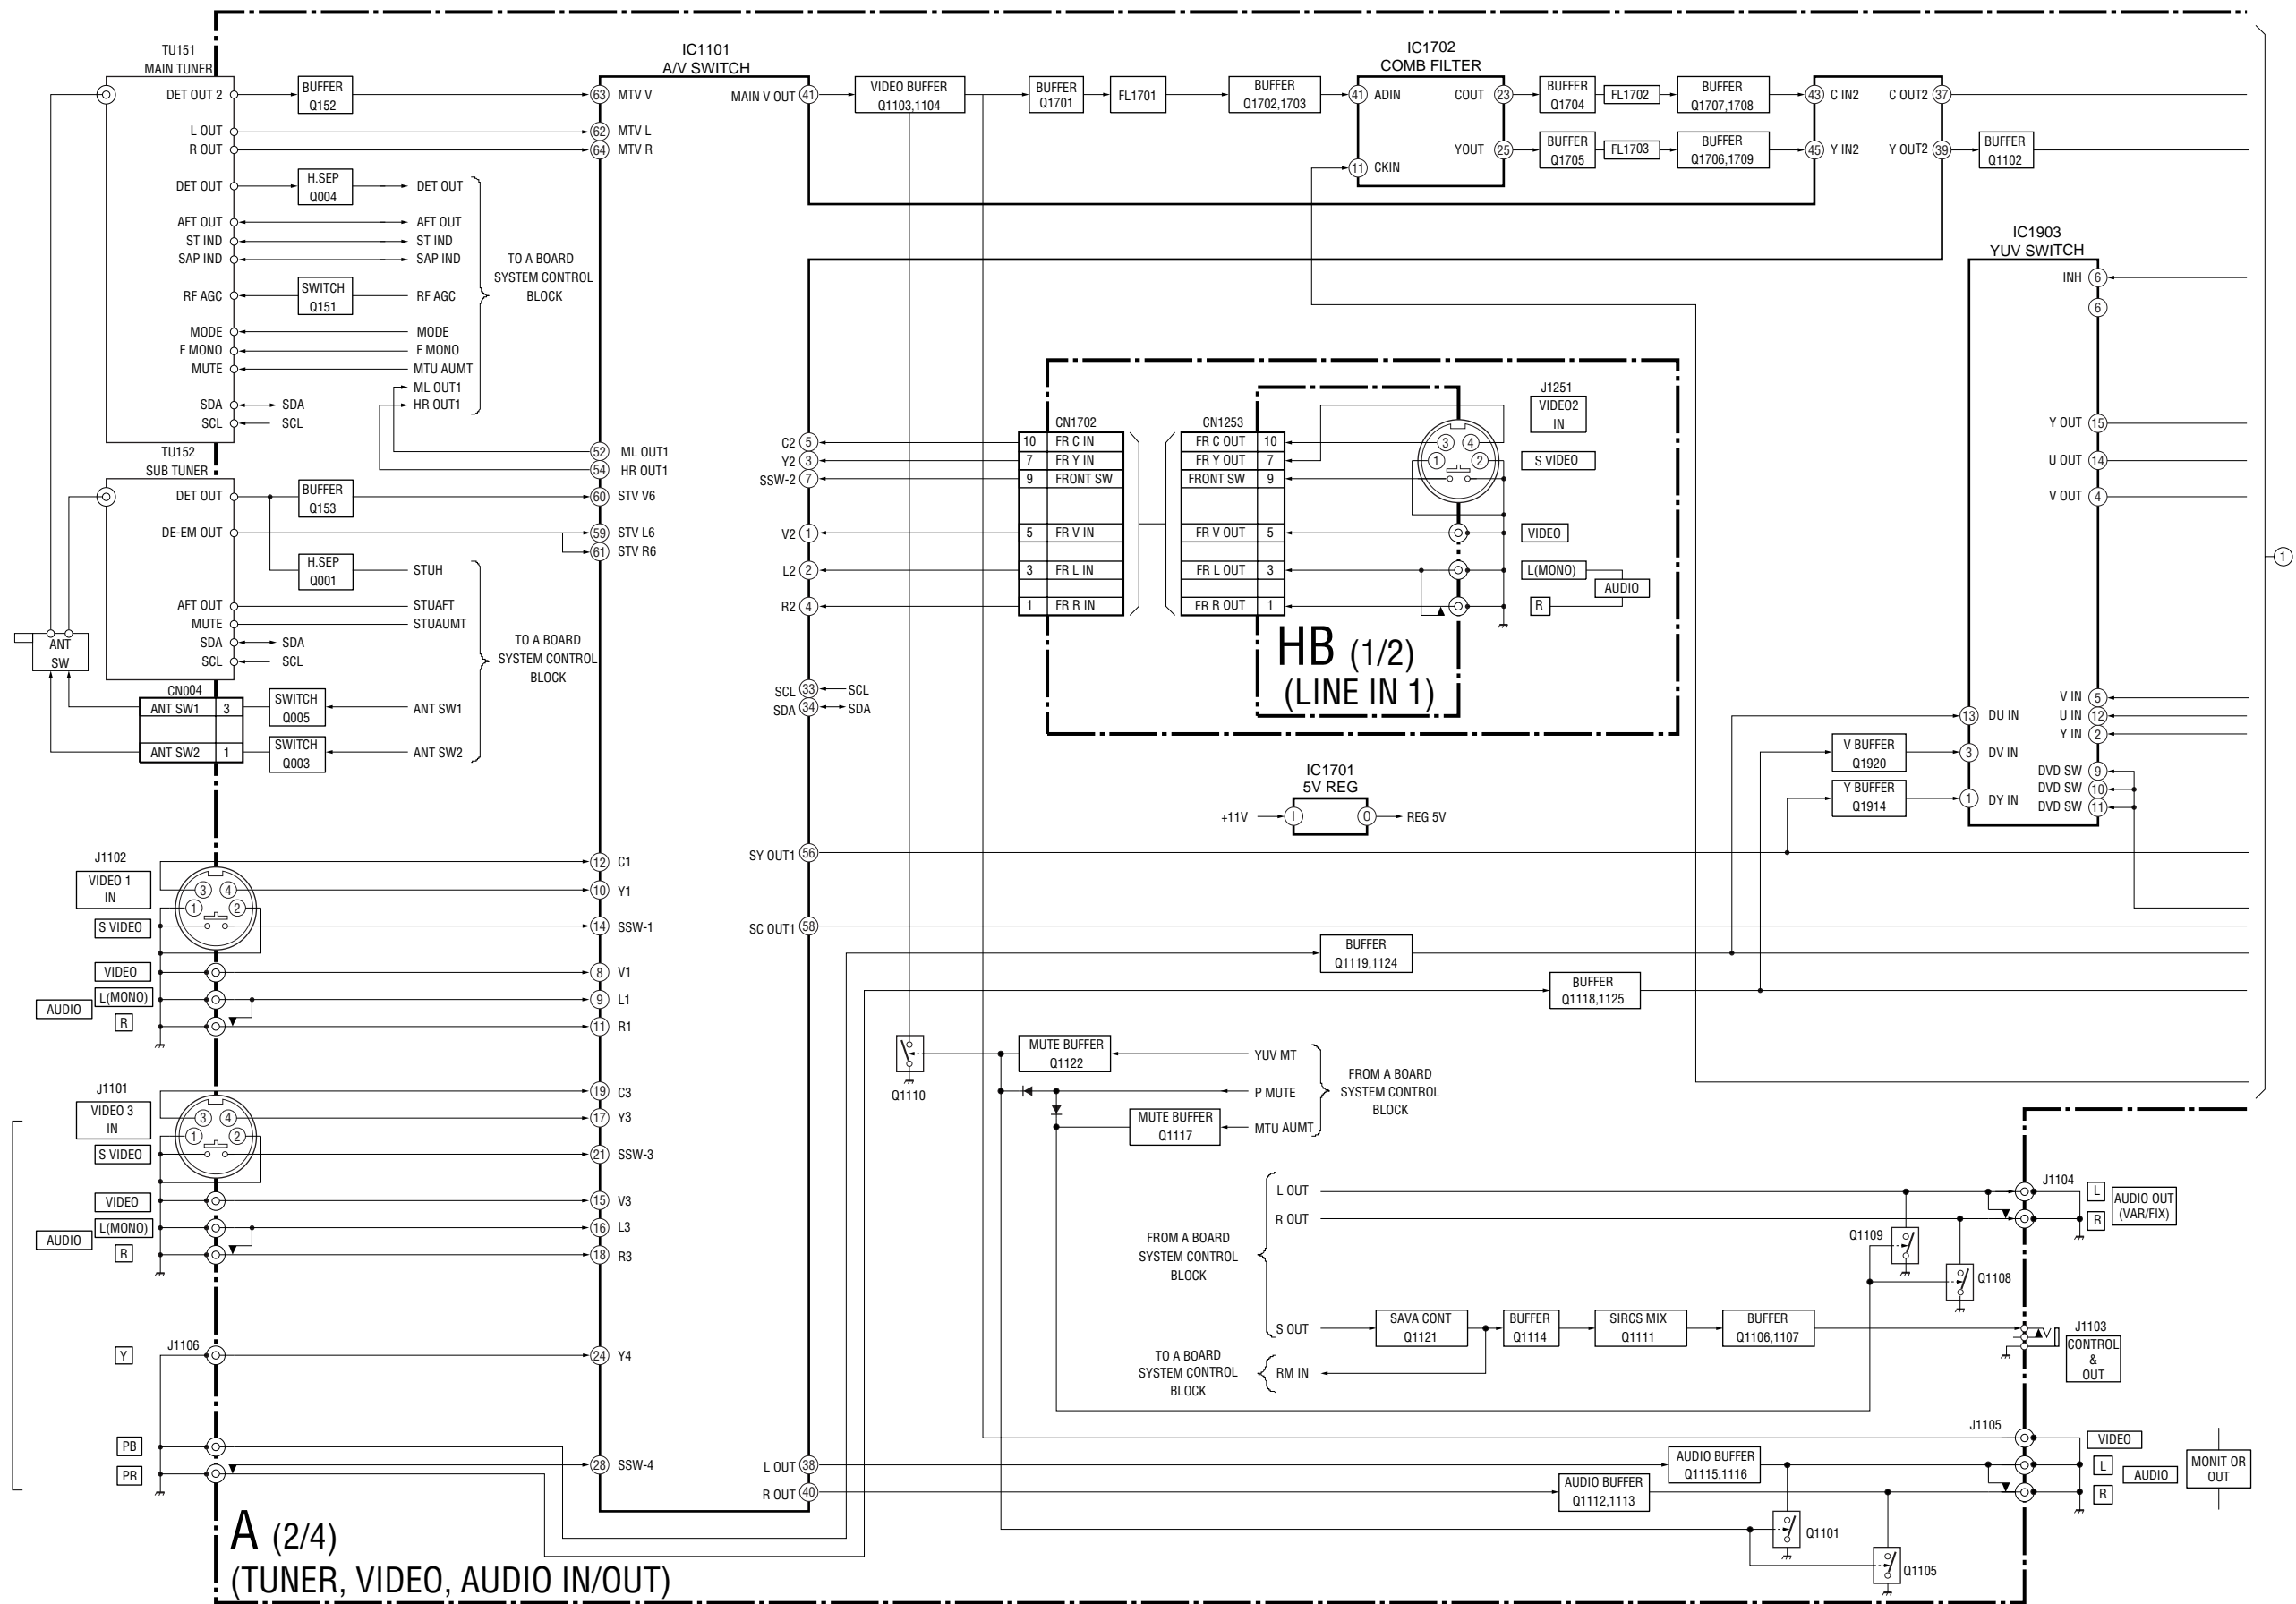 TU151
MAIN TUNER
DET OUT 2
L OUT
R OUT
DET OUT
AFT OUT
ST IND
SAP IND
RF AGC
MODE
F MONO
MUTE
SDA
SCL
BUFFER
Q152
H.SEP
Q004
SWITCH
Q151
DET OUT
AFT OUT
ST IND
SAP IND
RF AGC
MODE
F MONO
MTU AUMT
ML OUT1
HR OUT1
SDA
SCL
TO A BOARD
SYSTEM CONTROL
BLOCK
TU152
SUB TUNER
DET OUT
DE-EM OUT
AFT OUT
MUTE
SDA
SCL
BUFFER
Q153
H.SEP
Q001
STUH
STUAFT
STUAUMT
SDA
SCL
TO A BOARD
SYSTEM CONTROL
BLOCK
ANT
SW
CN004
ANT SW1 3
ANT SW2 1
SWITCH
Q005
SWITCH
Q003
ANT SW1
ANT SW2
J1102
VIDEO 1
IN
3 4
1 2
S VIDEO
VIDEO
L(MONO)
AUDIO
R
J1101
VIDEO 3
IN
3 4
1 2
S VIDEO
VIDEO
L(MONO)
AUDIO
R
J1106
Y
PB
PR
IC1101
A/V SWITCH
63 MTV V
62 MTV L
64 MTV R
52 ML OUT1
54 HR OUT1
60 STV V6
59 STV L6
61 STV R6
12 C1
10 Y1
14 SSW-1
8 V1
9 L1
11 R1
19 C3
17 Y3
21 SSW-3
15 V3
16 L3
18 R3
24 Y4
28 SSW-4
MAIN V OUT 41
C2 5
Y2 3
SSW-2 7
V2 1
L2 2
R2 4
SCL 33 SCL
SDA 34 SDA
SY OUT1 56
SC OUT1 58
L OUT 38
R OUT 40
VIDEO BUFFER
Q1103,1104
BUFFER
Q1701
FL1701
BUFFER
Q1702,1703
IC1702
COMB FILTER
41 ADIN
COUT 23
YOUT 25
11 CKIN
BUFFER
Q1704
FL1702
BUFFER
Q1707,1708
BUFFER
Q1705
FL1703
BUFFER
Q1706,1709
43 C IN2
C OUT2 37
45 Y IN2
Y OUT2 39
BUFFER
Q1102
CN1702
10 FR C IN
7 FR Y IN
9 FRONT SW
5 FR V IN
3 FR L IN
1 FR R IN
CN1253
FR C OUT 10
FR Y OUT 7
FRONT SW 9
FR V OUT 5
FR L OUT 3
FR R OUT 1
3 4
1 2
J1251
VIDEO2
IN
S VIDEO
VIDEO
L(MONO)
AUDIO
R
HB (1/2)
(LINE IN 1)
IC1701
5V REG
+11V
I
O
REG 5V
IC1903
YUV SWITCH
INH 6
6
Y OUT 15
U OUT 14
V OUT 4
V IN 5
U IN 12
Y IN 2
DVD SW 9
DVD SW 10
DVD SW 11
13 DU IN
3 DV IN
1 DY IN
V BUFFER
Q1920
Y BUFFER
Q1914
1
BUFFER
Q1119,1124
BUFFER
Q1118,1125
Q1110
MUTE BUFFER
Q1122
YUV MT
P MUTE
MUTE BUFFER
Q1117
MTU AUMT
FROM A BOARD
SYSTEM CONTROL
BLOCK
L OUT
R OUT
FROM A BOARD
SYSTEM CONTROL
BLOCK
S OUT
SAVA CONT
Q1121
BUFFER
Q1114
SIRCS MIX
Q1111
BUFFER
Q1106,1107
TO A BOARD
SYSTEM CONTROL
BLOCK
RM IN
Q1109
Q1108
J1104
L
R
AUDIO OUT
(VAR/FIX)
J1103
CONTROL
&
OUT
J1105
VIDEO
L
AUDIO
R
MONIT OR
OUT
AUDIO BUFFER
Q1115,1116
AUDIO BUFFER
Q1112,1113
Q1101
Q1105
A (2/4)
(TUNER, VIDEO, AUDIO IN/OUT)